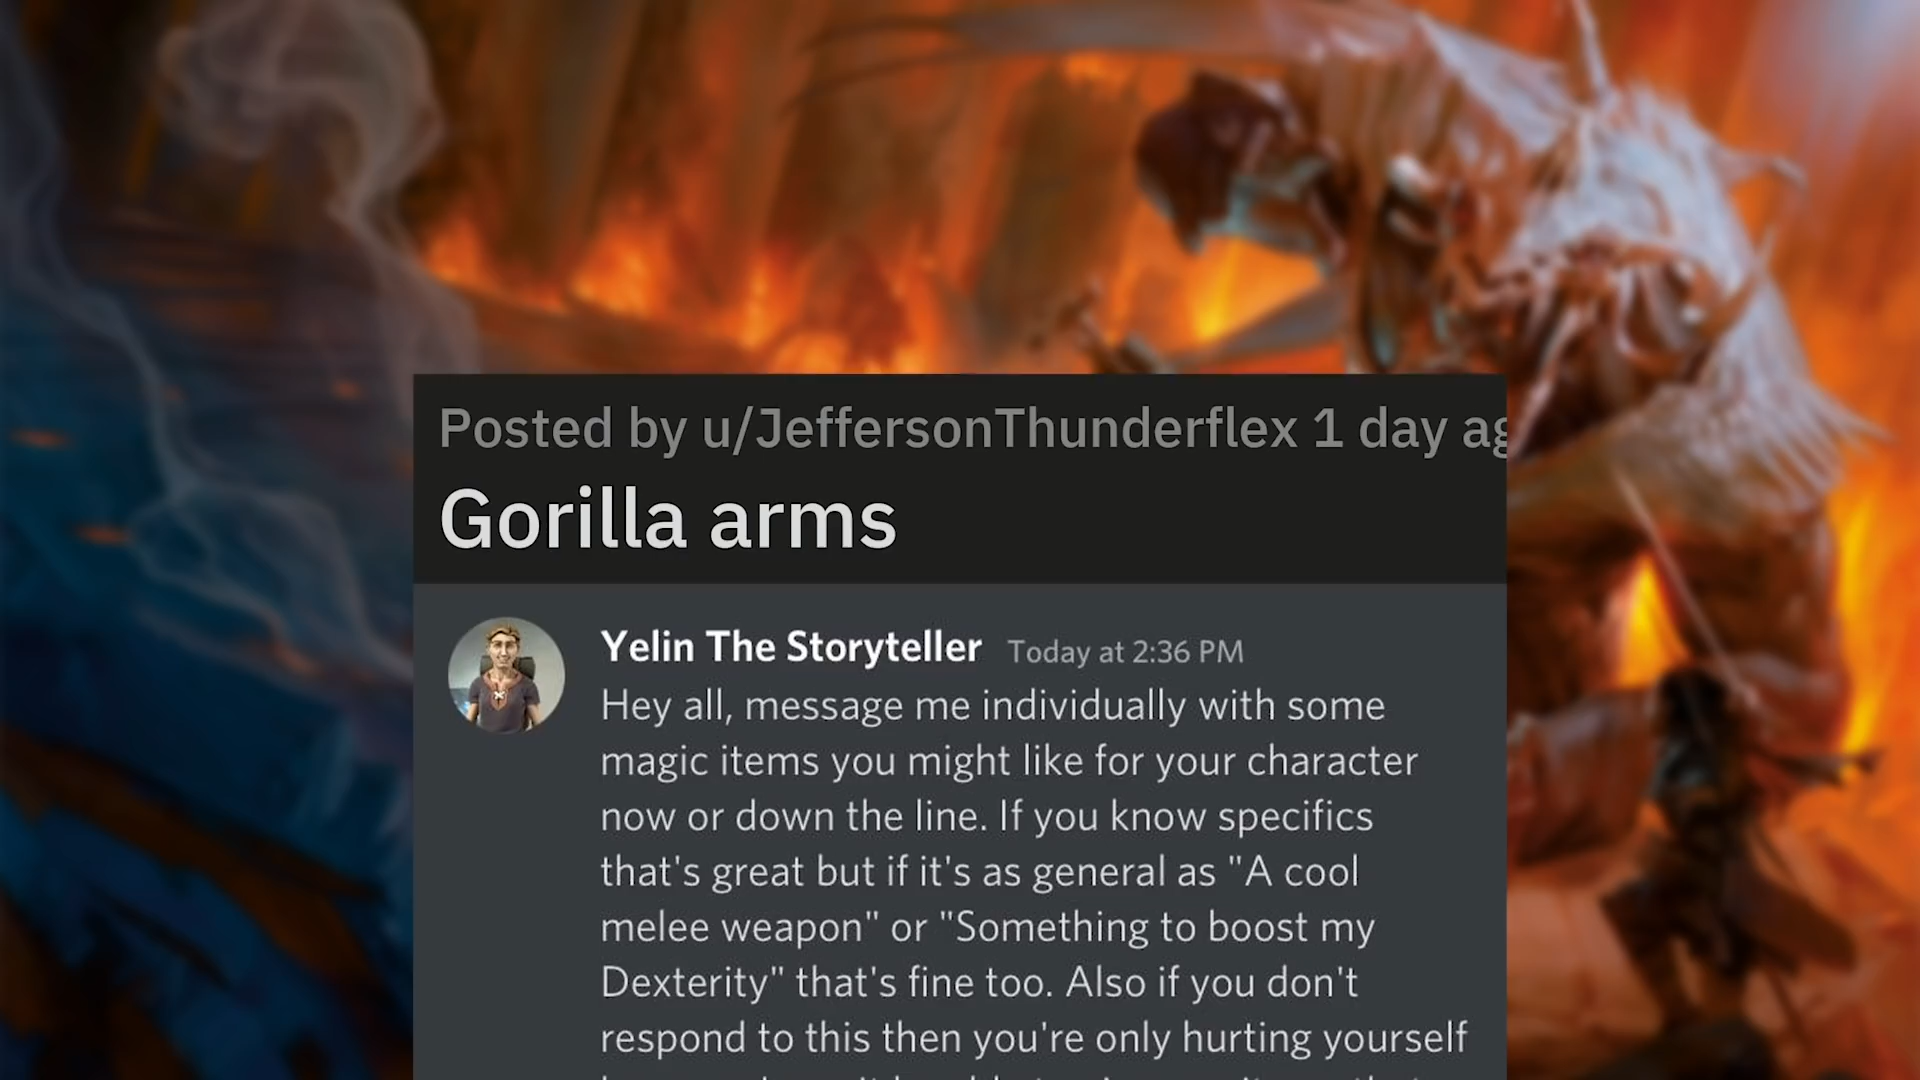 Posted by u/JeffersonThunderflex 1 day
Gorilla arms
Yelin The Storyteller Today at 2:36 PM
Hey all, message me individually with some
magic items you might like for your character
now or down the line. If you know specifics
that's great but if it's as general as "A cool
melee weapon" or "Something to boost my
Dexterity" that's fine too. Also if you don't
respond to this then you're only hurting yourself